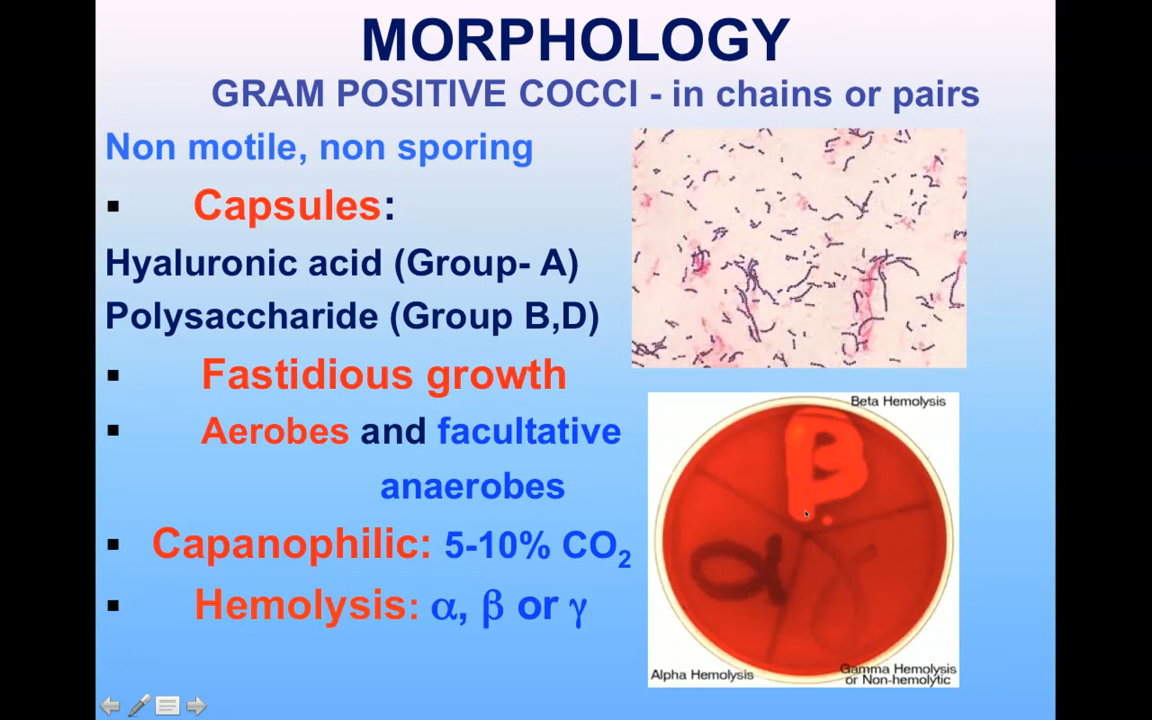 MORPHOLOGY
GRAM POSITIVE COCCI - in chains or pairs
Non motile, non sporing
▪ Capsules:
Hyaluronic acid (Group- A)
Polysaccharide (Group B,D)
▪ Fastidious growth
▪ Aerobes and facultative
anaerobes
▪ Capanophilic: 5-10% CO2
▪ Hemolysis: α, β or γ
Beta Hemolysis
β
α
γ
Alpha Hemolysis
Gamma Hemolysis
or Non-hemolytic